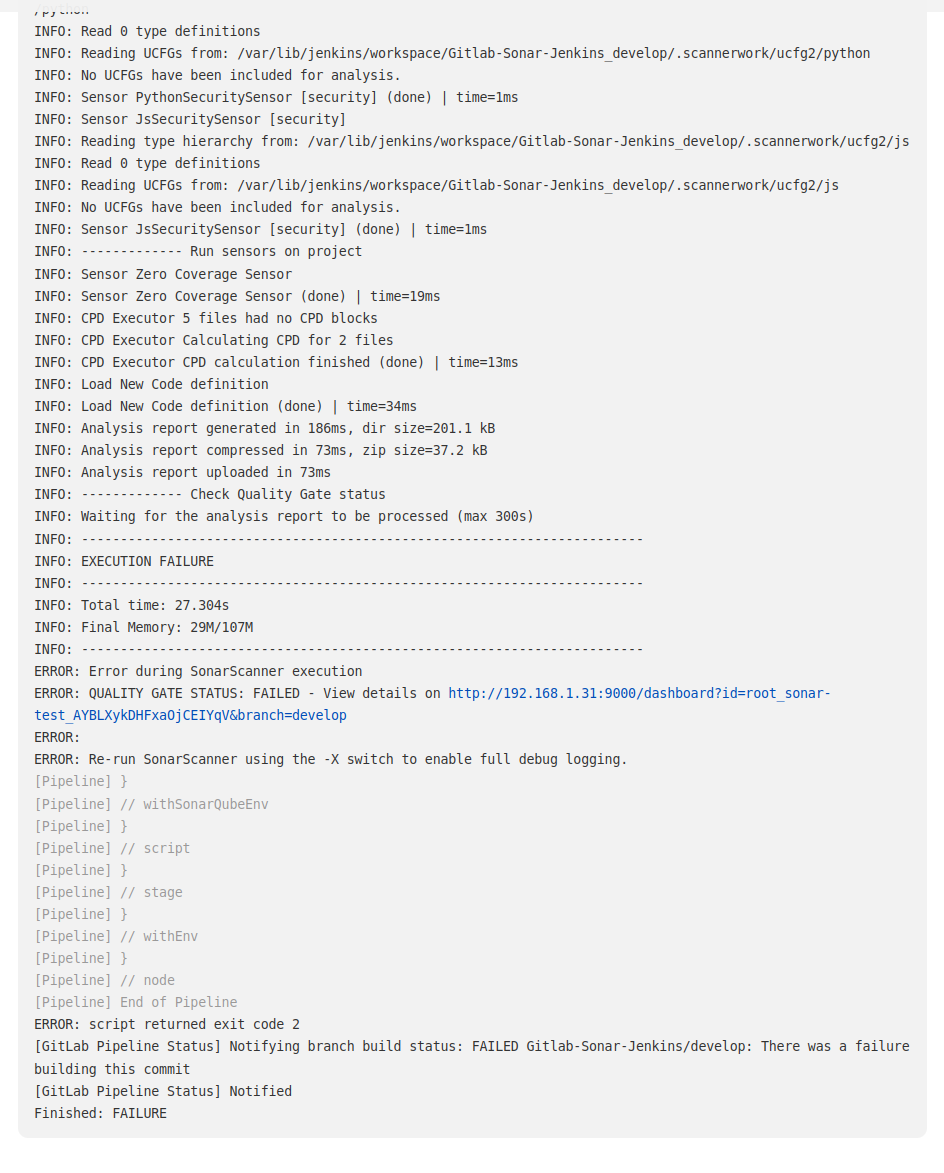 /python
INFO: Read 0 type definitions
INFO: Reading UCFGs from: /var/lib/jenkins/workspace/Gitlab-Sonar-Jenkins_develop/.scannerwork/ucfg2/python
INFO: No UCFGs have been included for analysis.
INFO: Sensor PythonSecuritySensor [security] (done) | time=1ms
INFO: Sensor JsSecuritySensor [security]
INFO: Reading type hierarchy from: /var/lib/jenkins/workspace/Gitlab-Sonar-Jenkins_develop/.scannerwork/ucfg2/js
INFO: Read 0 type definitions
INFO: Reading UCFGs from: /var/lib/jenkins/workspace/Gitlab-Sonar-Jenkins_develop/.scannerwork/ucfg2/js
INFO: No UCFGs have been included for analysis.
INFO: Sensor JsSecuritySensor [security] (done) | time=1ms
INFO: ------------- Run sensors on project
INFO: Sensor Zero Coverage Sensor
INFO: Sensor Zero Coverage Sensor (done) | time=19ms
INFO: CPD Executor 5 files had no CPD blocks
INFO: CPD Executor Calculating CPD for 2 files
INFO: CPD Executor CPD calculation finished (done) | time=13ms
INFO: Load New Code definition
INFO: Load New Code definition (done) | time=34ms
INFO: Analysis report generated in 186ms, dir size=201.1 kB
INFO: Analysis report compressed in 73ms, zip size=37.2 kB
INFO: Analysis report uploaded in 73ms
INFO: ------------- Check Quality Gate status
INFO: Waiting for the analysis report to be processed (max 300s)
INFO: ------------------------------------------------------------------------
INFO: EXECUTION FAILURE
INFO: ------------------------------------------------------------------------
INFO: Total time: 27.304s
INFO: Final Memory: 29M/107M
INFO: ------------------------------------------------------------------------
ERROR: Error during SonarScanner execution
ERROR: QUALITY GATE STATUS: FAILED - View details on http://192.168.1.31:9000/dashboard?id=root_sonar-
test_AYBLXykDHFxaOjCEIYqV&branch=develop
ERROR:
ERROR: Re-run SonarScanner using the -X switch to enable full debug logging.
[Pipeline] }
[Pipeline] // withSonarQubeEnv
[Pipeline] }
[Pipeline] // script
[Pipeline] }
[Pipeline] // stage
[Pipeline] }
[Pipeline] // withEnv
[Pipeline] }
[Pipeline] // node
[Pipeline] End of Pipeline
ERROR: script returned exit code 2
[GitLab Pipeline Status] Notifying branch build status: FAILED Gitlab-Sonar-Jenkins/develop: There was a failure
building this commit
[GitLab Pipeline Status] Notified
Finished: FAILURE